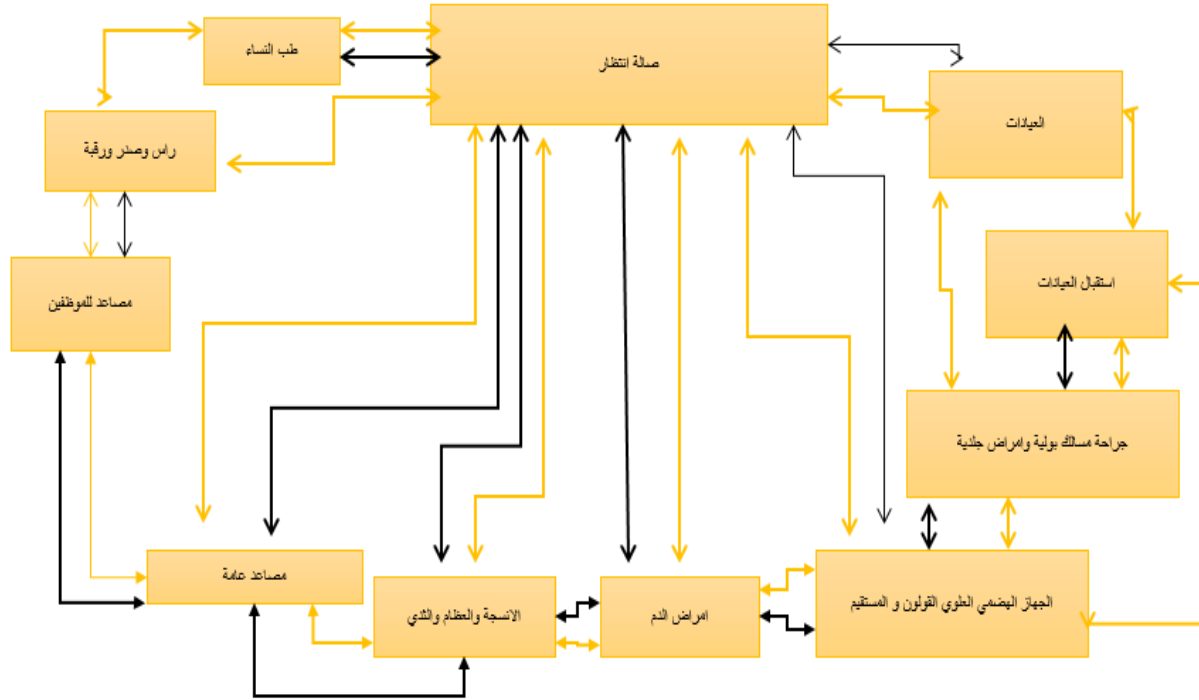 صالة انتظار
طب النساء
العيادات
راس وصدر ورقبة
استقبال العيادات
مصاعد للموظفين
جراحة مسالك بولية وامراض جلدية
مصاعد عامة
الانسجة والعظام والثدي
امراض الدم
الجهاز الهضمي العلوي القولون و المستقيم